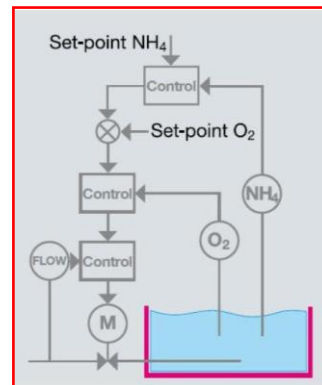 Set-point NH4
Control
Set-point O2
Control
NH4
O2
FLOW
Control
M